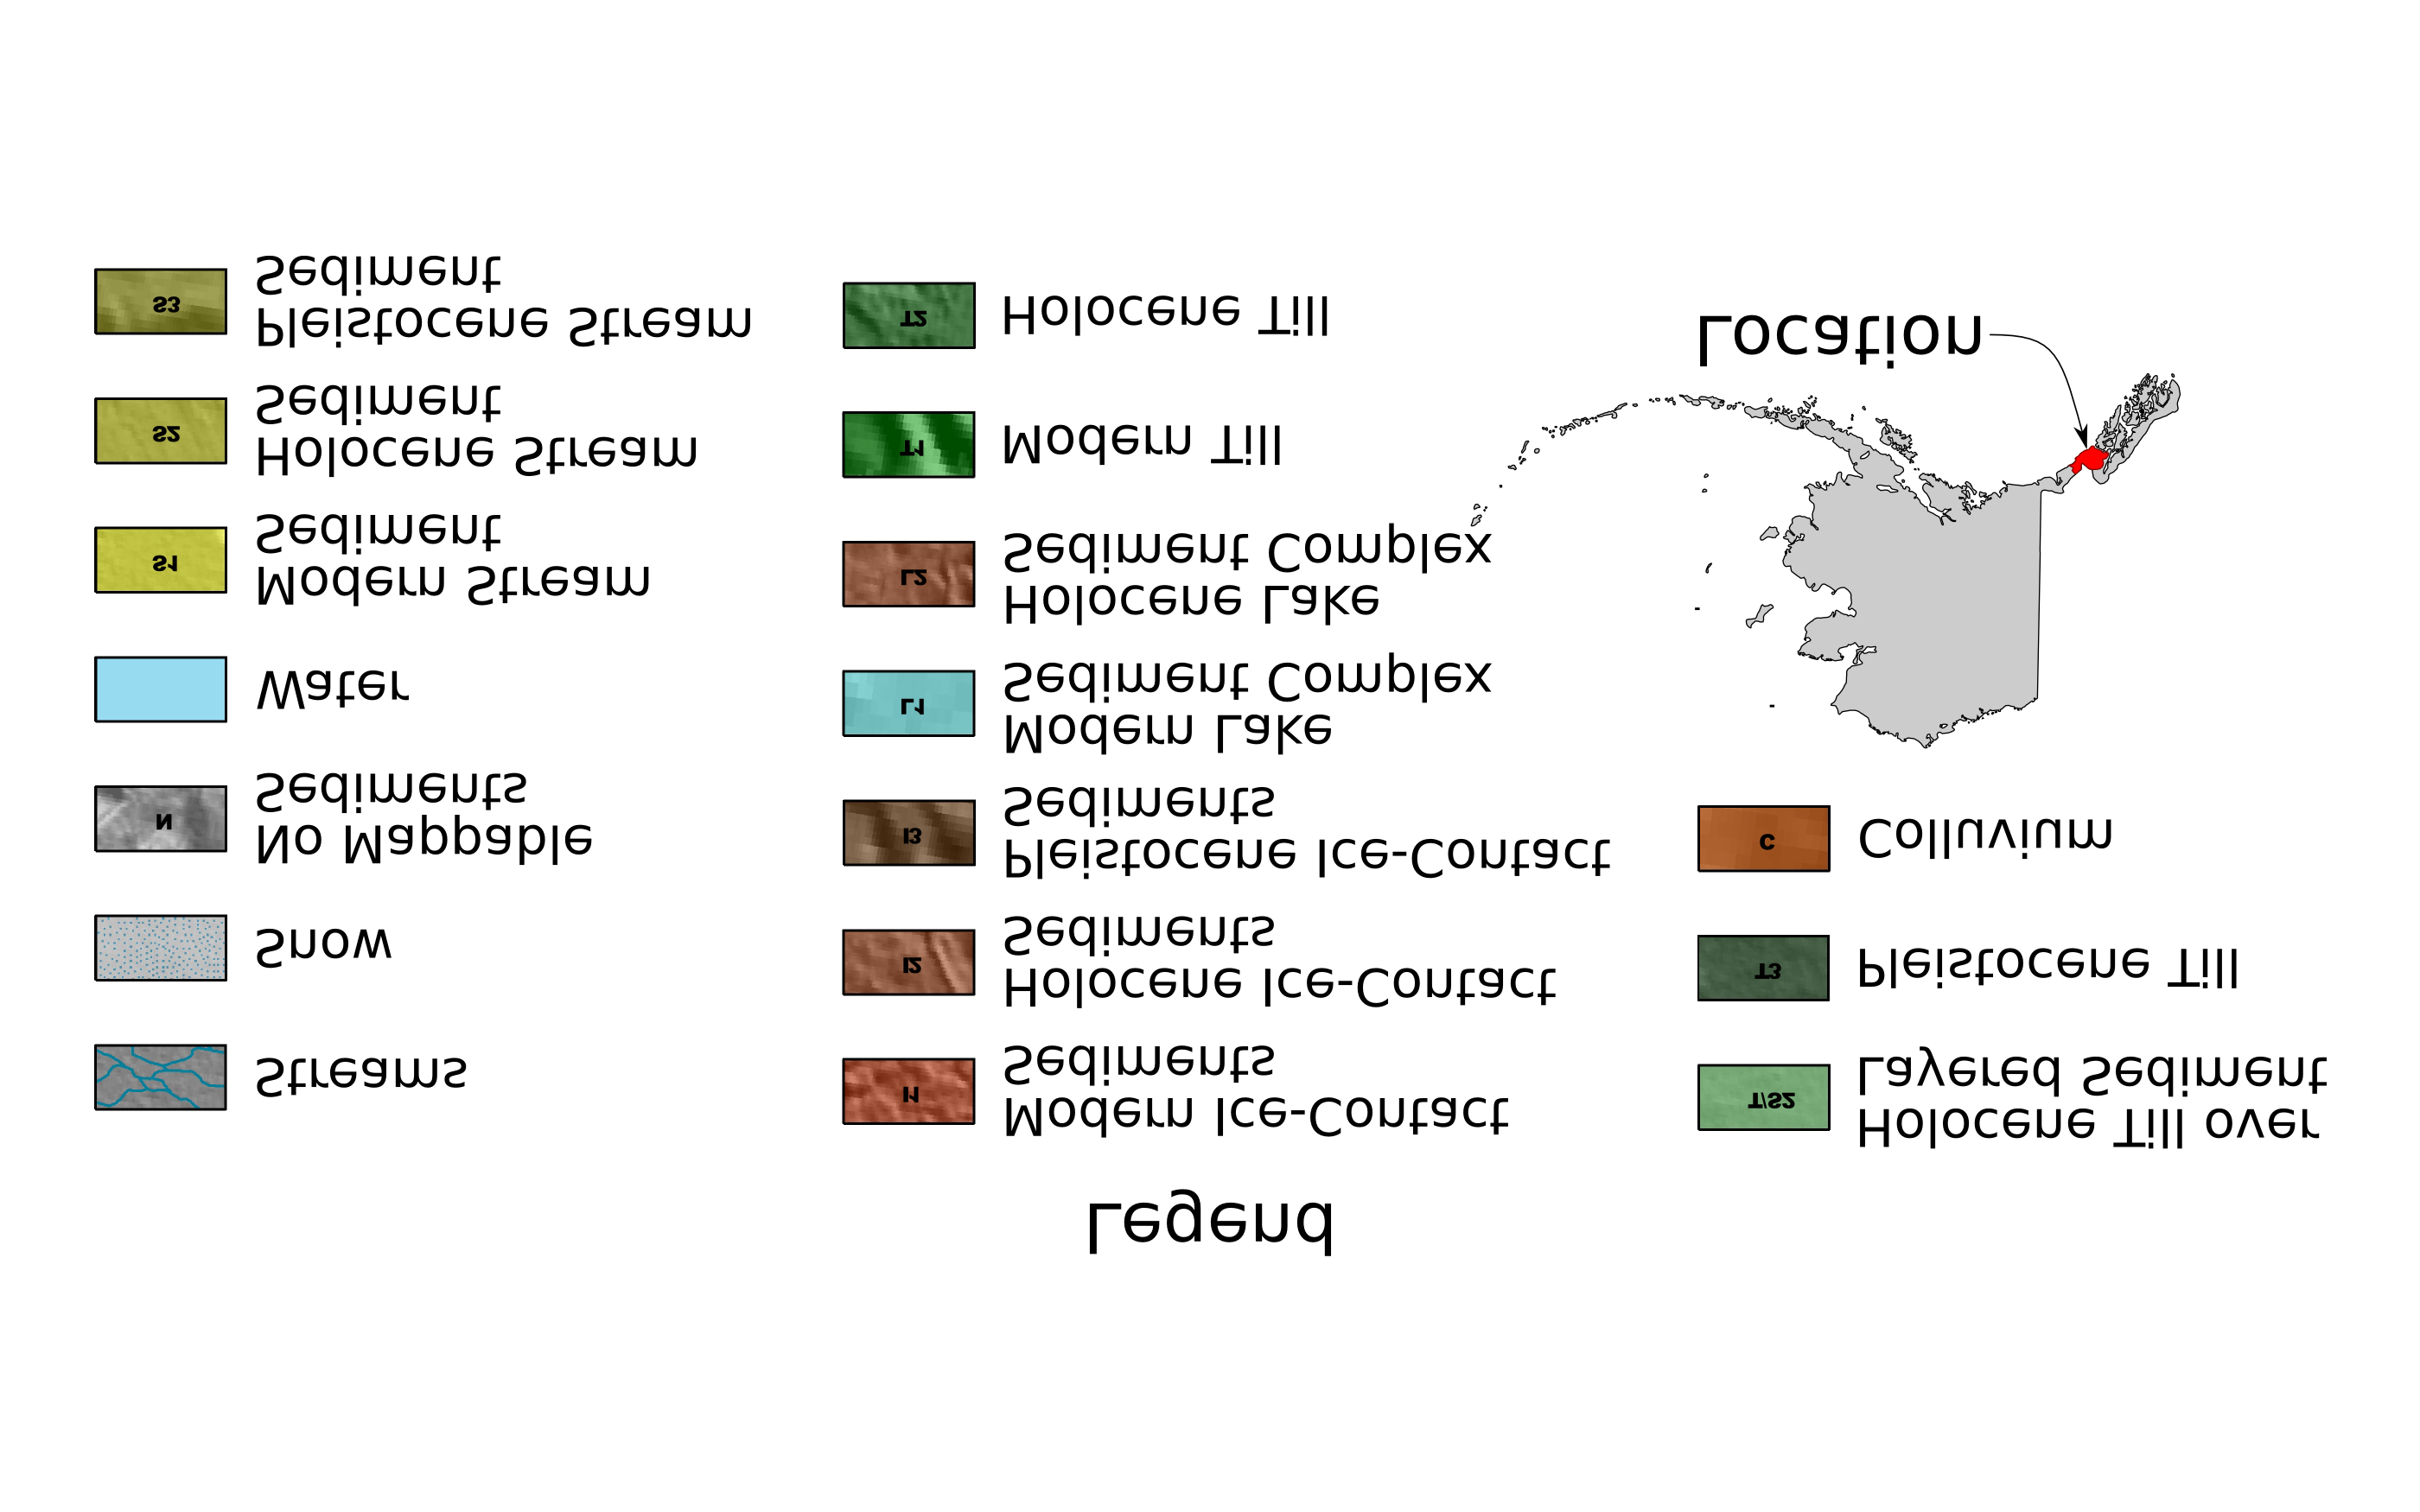 Legend
Streams
Snow
N
No Mappable
Sediments
Water
S1
Modern Stream
Sediment
S2
Holocene Stream
Sediment
S3
Pleistocene Stream
Sediment
I1
Modern Ice-Contact
Sediments
I2
Holocene Ice-Contact
Sediments
I3
Pleistocene Ice-Contact
Sediments
L1
Modern Lake
Sediment Complex
L2
Holocene Lake
Sediment Complex
T1
Modern Till
T2
Holocene Till
T/S2
Holocene Till over
Layered Sediment
T3
Pleistocene Till
C
Colluvium
Location